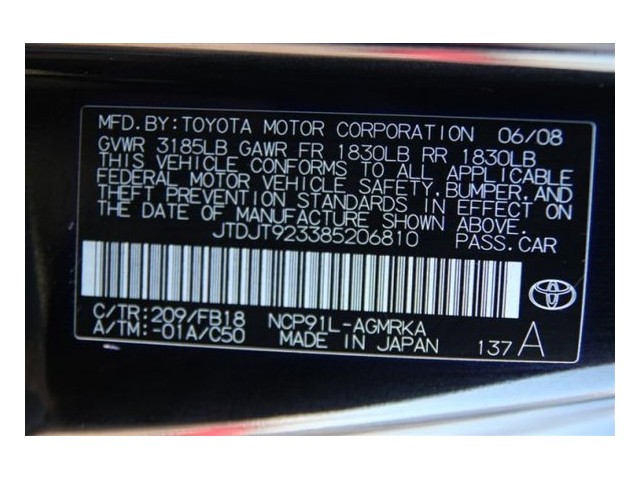 MFD.BY:TOYOTA MOTOR CORPORATION 06/08
GVWR 3185LB GAWR FR 1830LB RR 1830LB
THIS VEHICLE CONFORMS TO ALL APPLICABLE
FEDERAL MOTOR VEHICLE SAFETY,BUMPER,AND
THEFT PREVENTION STANDARDS IN EFFECT ON
THE DATE OF MANUFACTURE SHOWN ABOVE.
JTDJT923385206810 PASS.CAR
C/TR:209/FB18 NCP91L-AGMRKA
A/TM:-01A/C50 MADE IN JAPAN 137A